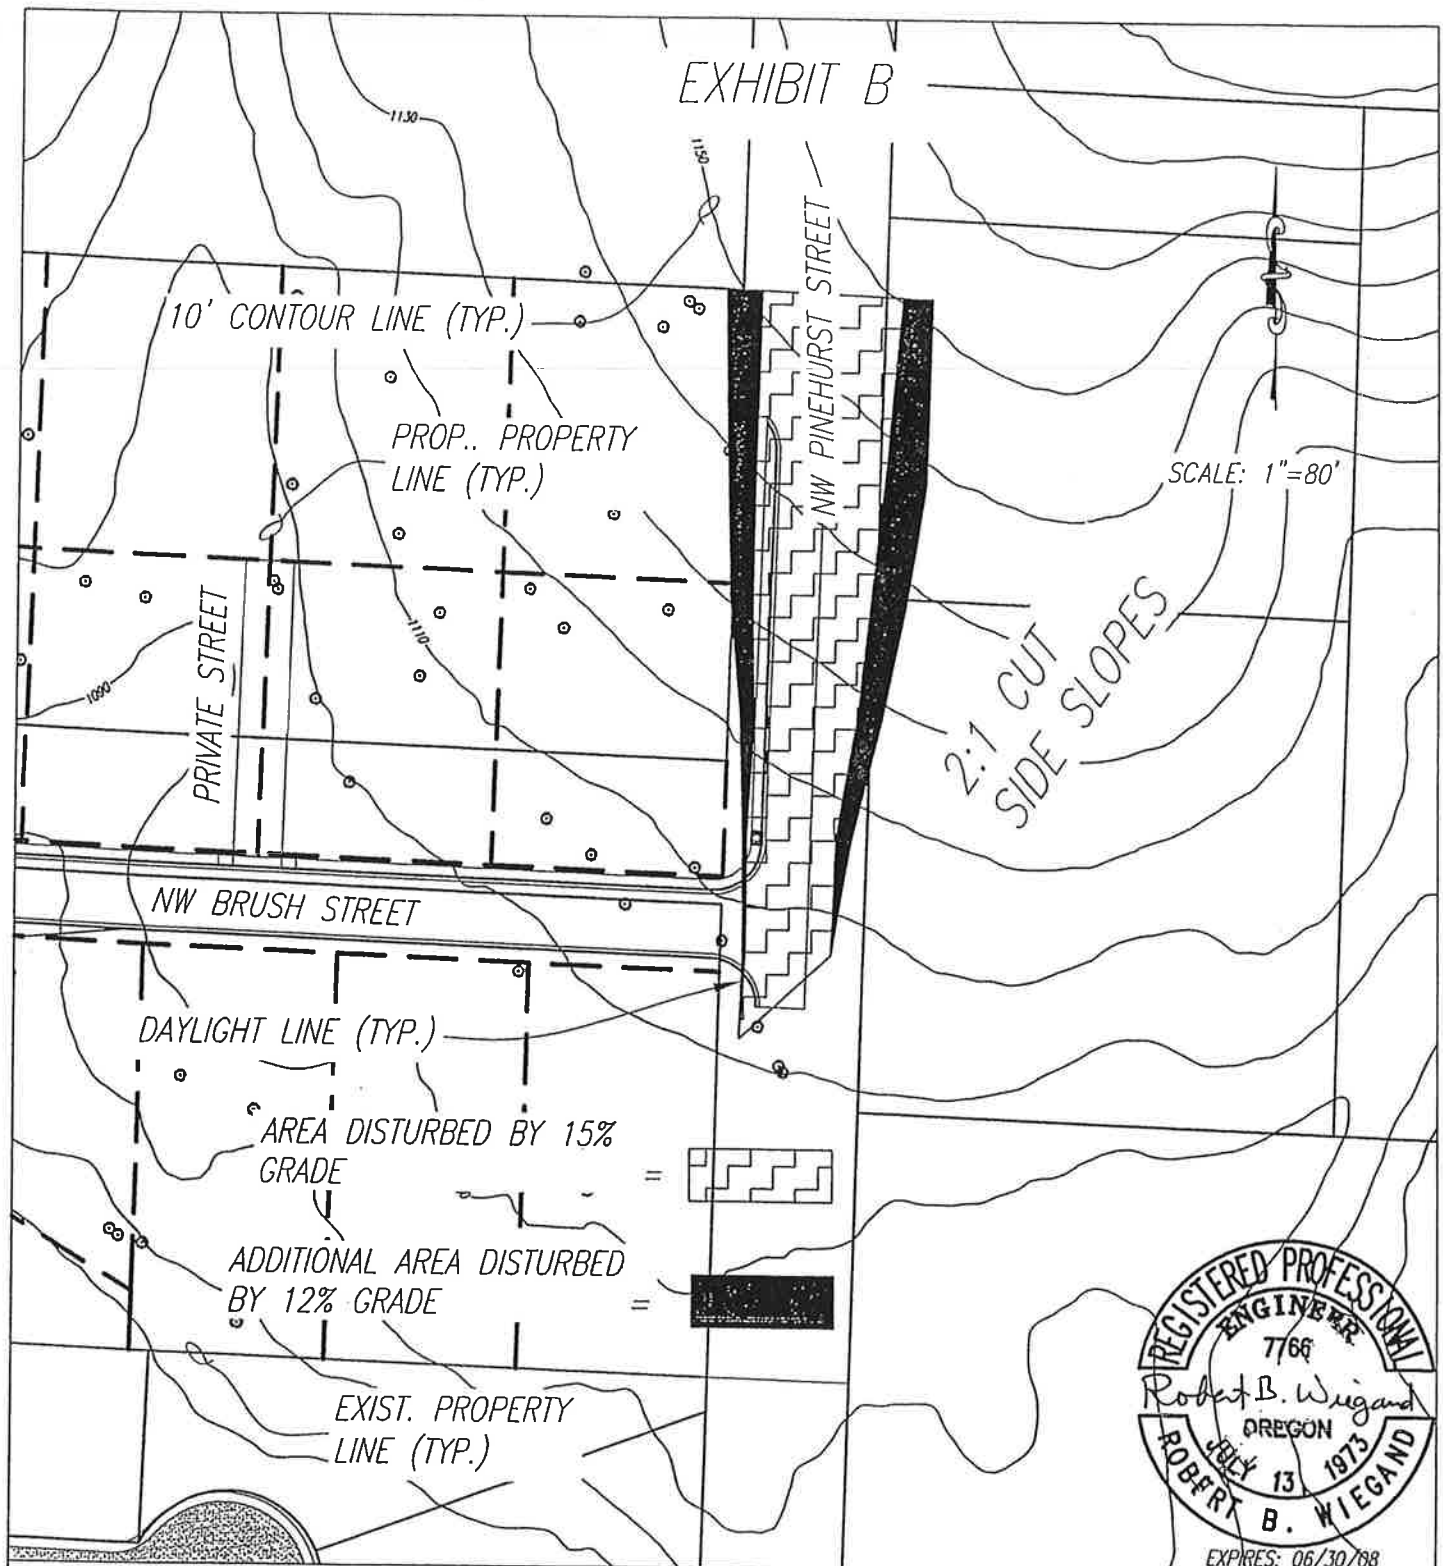 EXHIBIT B
1130
1150
NW PINEHURST STREET
10' CONTOUR LINE (TYP.)
PROP.. PROPERTY
LINE (TYP.)
SCALE: 1"=80'
PRIVATE STREET
1110
1090
2:1 CUT
SIDE SLOPES
NW BRUSH STREET
DAYLIGHT LINE (TYP.)
AREA DISTURBED BY 15%
GRADE
=
ADDITIONAL AREA DISTURBED
BY 12% GRADE
=
EXIST. PROPERTY
LINE (TYP.)
REGISTERED PROFESSIONAL
ENGINEER
7766
Robert B. Wiegand
OREGON
JULY 13 1973
ROBERT B. WIEGAND
EXPIRES: 06/30/08